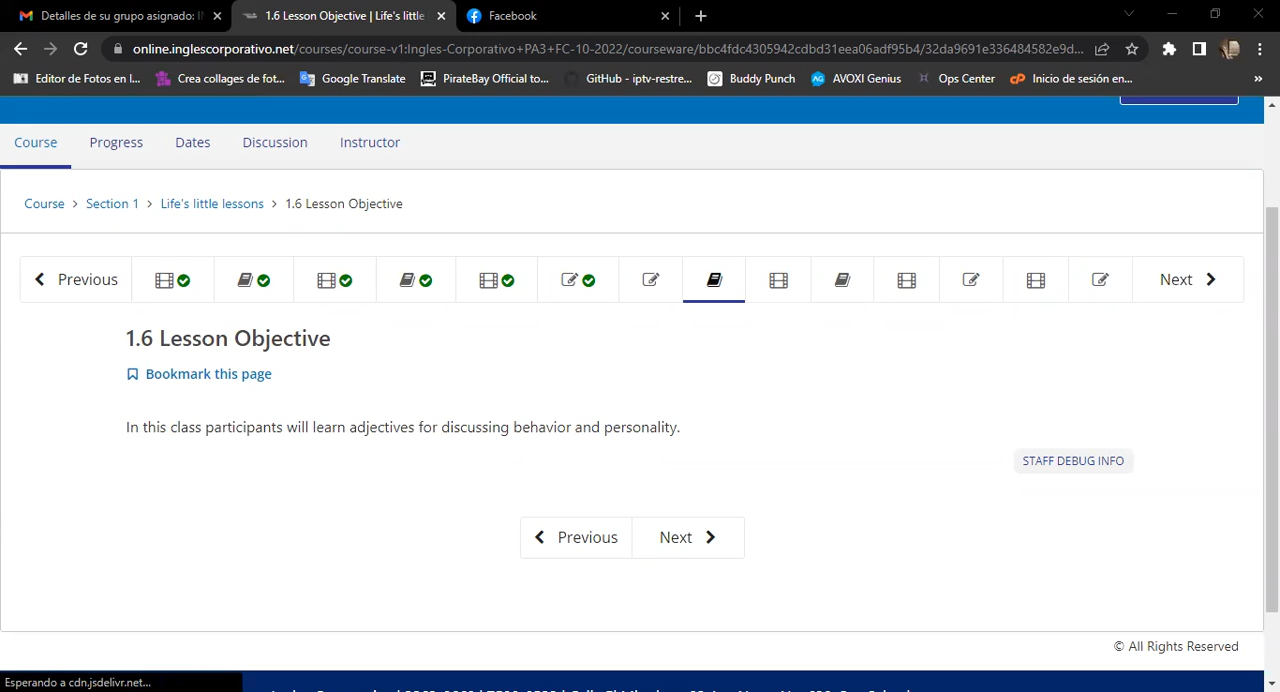 Detalles de su grupo asignado: I
1.6 Lesson Objective | Life's little
Facebook
online.inglescorporativo.net/courses/course-v1:Ingles-Corporativo+PA3+FC-10-2022/courseware/bbc4fdc4305942cdbd31eea06adf95b4/32da9691e336484582e9d...
Editor de Fotos en l...
Crea collages de fot...
Google Translate
PirateBay Official to...
GitHub - iptv-restre...
Buddy Punch
AVOXI Genius
Ops Center
Inicio de sesión en...
Course
Progress
Dates
Discussion
Instructor
Course > Section 1 > Life's little lessons > 1.6 Lesson Objective
Previous
Next
1.6 Lesson Objective
Bookmark this page
In this class participants will learn adjectives for discussing behavior and personality.
STAFF DEBUG INFO
Previous
Next
© All Rights Reserved
Esperando a cdn.jsdelivr.net...